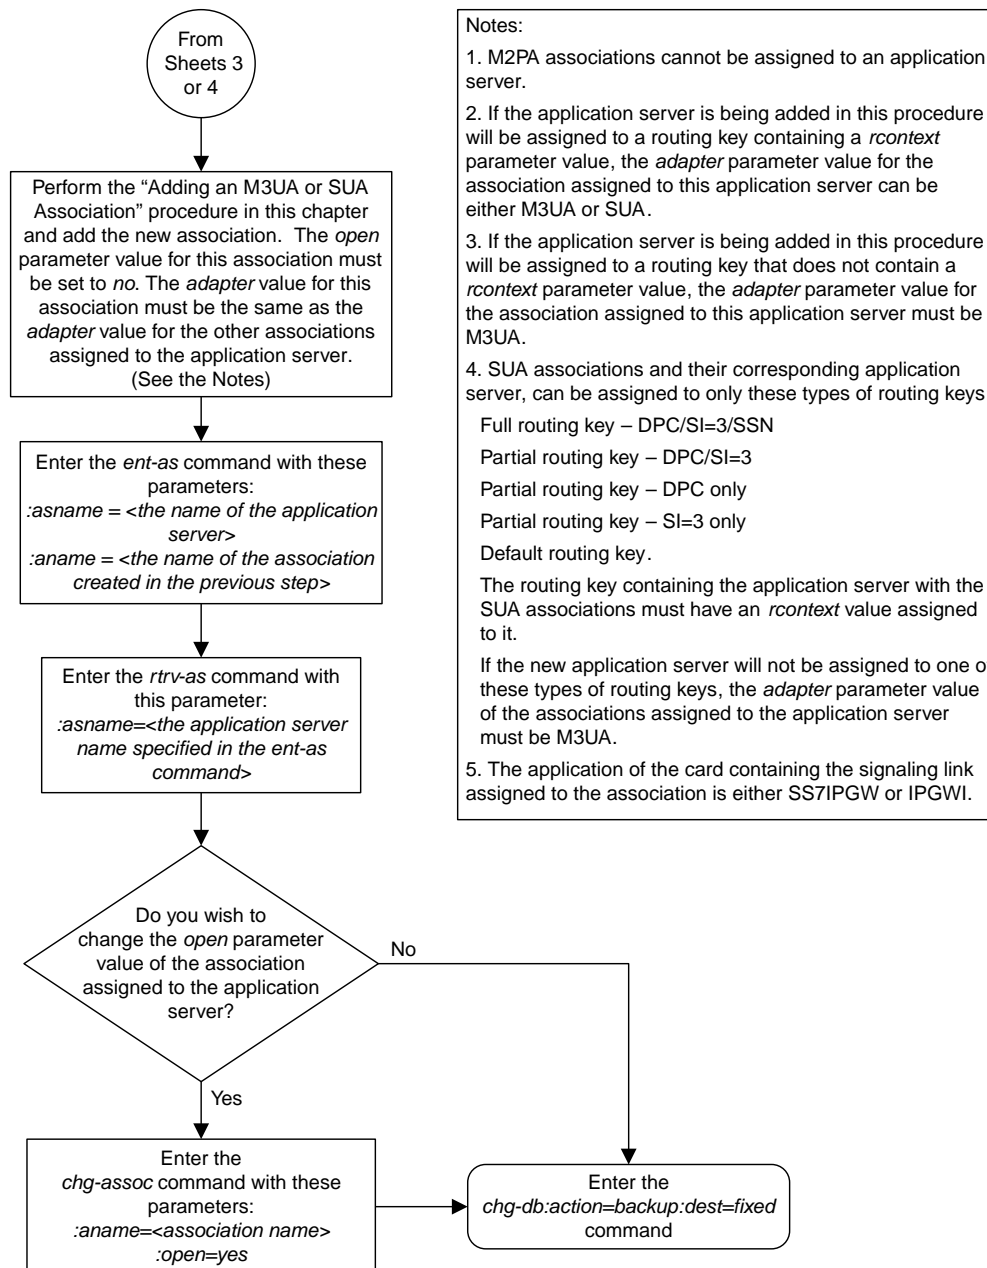 From
Sheets 3
or 4
Perform the “Adding an M3UA or SUA
Association” procedure in this chapter
and add the new association. The open
parameter value for this association must
be set to no. The adapter value for this
association must be the same as the
adapter value for the other associations
assigned to the application server.
(See the Notes)
Enter the ent-as command with these
parameters:
:asname = <the name of the application
server>
:aname = <the name of the association
created in the previous step>
Enter the rtrv-as command with
this parameter:
:asname=<the application server
name specified in the ent-as
command>
Do you wish to
change the open parameter
value of the association
assigned to the application
server?
No
Yes
Enter the
chg-assoc command with these
parameters:
:aname=<association name>
:open=yes
Enter the
chg-db:action=backup:dest=fixed
command
Notes:
1. M2PA associations cannot be assigned to an application
server.
2. If the application server is being added in this procedure
will be assigned to a routing key containing a rcontext
parameter value, the adapter parameter value for the
association assigned to this application server can be
either M3UA or SUA.
3. If the application server is being added in this procedure
will be assigned to a routing key that does not contain a
rcontext parameter value, the adapter parameter value for
the association assigned to this application server must be
M3UA.
4. SUA associations and their corresponding application
server, can be assigned to only these types of routing keys
Full routing key – DPC/SI=3/SSN
Partial routing key – DPC/SI=3
Partial routing key – DPC only
Partial routing key – SI=3 only
Default routing key.
The routing key containing the application server with the
SUA associations must have an rcontext value assigned
to it.
If the new application server will not be assigned to one
these types of routing keys, the adapter parameter value
of the associations assigned to the application server
must be M3UA.
5. The application of the card containing the signaling link
assigned to the association is either SS7IPGW or IPGWI.